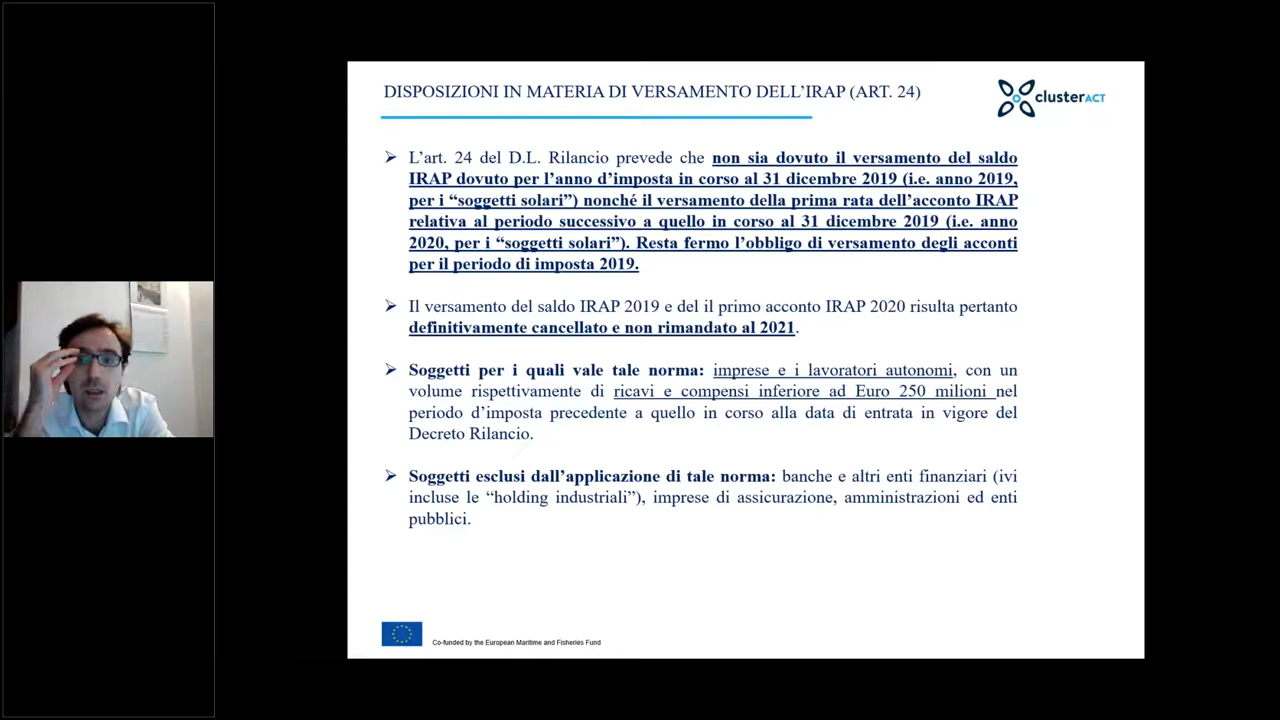 DISPOSIZIONI IN MATERIA DI VERSAMENTO DELL'IRAP (ART. 24)
clusterACT
➢ L'art. 24 del D.L. Rilancio prevede che non sia dovuto il versamento del saldo
IRAP dovuto per l'anno d'imposta in corso al 31 dicembre 2019 (i.e. anno 2019,
per i “soggetti solari”) nonché il versamento della prima rata dell'acconto IRAP
relativa al periodo successivo a quello in corso al 31 dicembre 2019 (i.e. anno
2020, per i “soggetti solari”). Resta fermo l'obbligo di versamento degli acconti
per il periodo di imposta 2019.
➢ Il versamento del saldo IRAP 2019 e del il primo acconto IRAP 2020 risulta pertanto
definitivamente cancellato e non rimandato al 2021.
➢ Soggetti per i quali vale tale norma: imprese e i lavoratori autonomi, con un
volume rispettivamente di ricavi e compensi inferiore ad Euro 250 milioni nel
periodo d'imposta precedente a quello in corso alla data di entrata in vigore del
Decreto Rilancio.
➢ Soggetti esclusi dall'applicazione di tale norma: banche e altri enti finanziari (ivi
incluse le “holding industriali”), imprese di assicurazione, amministrazioni ed enti
pubblici.
Co-funded by the European Maritime and Fisheries Fund